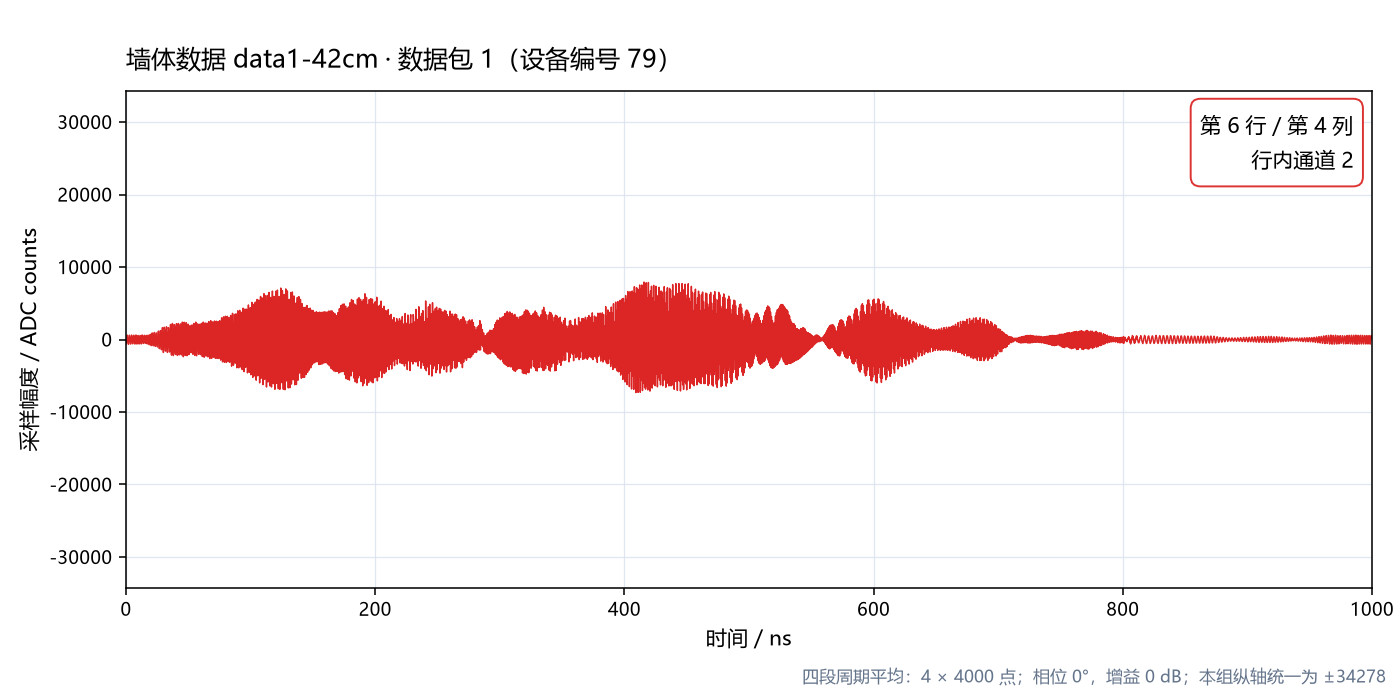 墙体数据 data1-42cm · 数据包 1（设备编号 79）
第 6 行 / 第 4 列
行内通道 2
采样幅度 / ADC counts
30000
20000
10000
0
-10000
-20000
-30000
0 200 400 600 800 1000
时间 / ns
四段周期平均：4 × 4000 点；相位 0°，增益 0 dB；本组纵轴统一为 ±34278